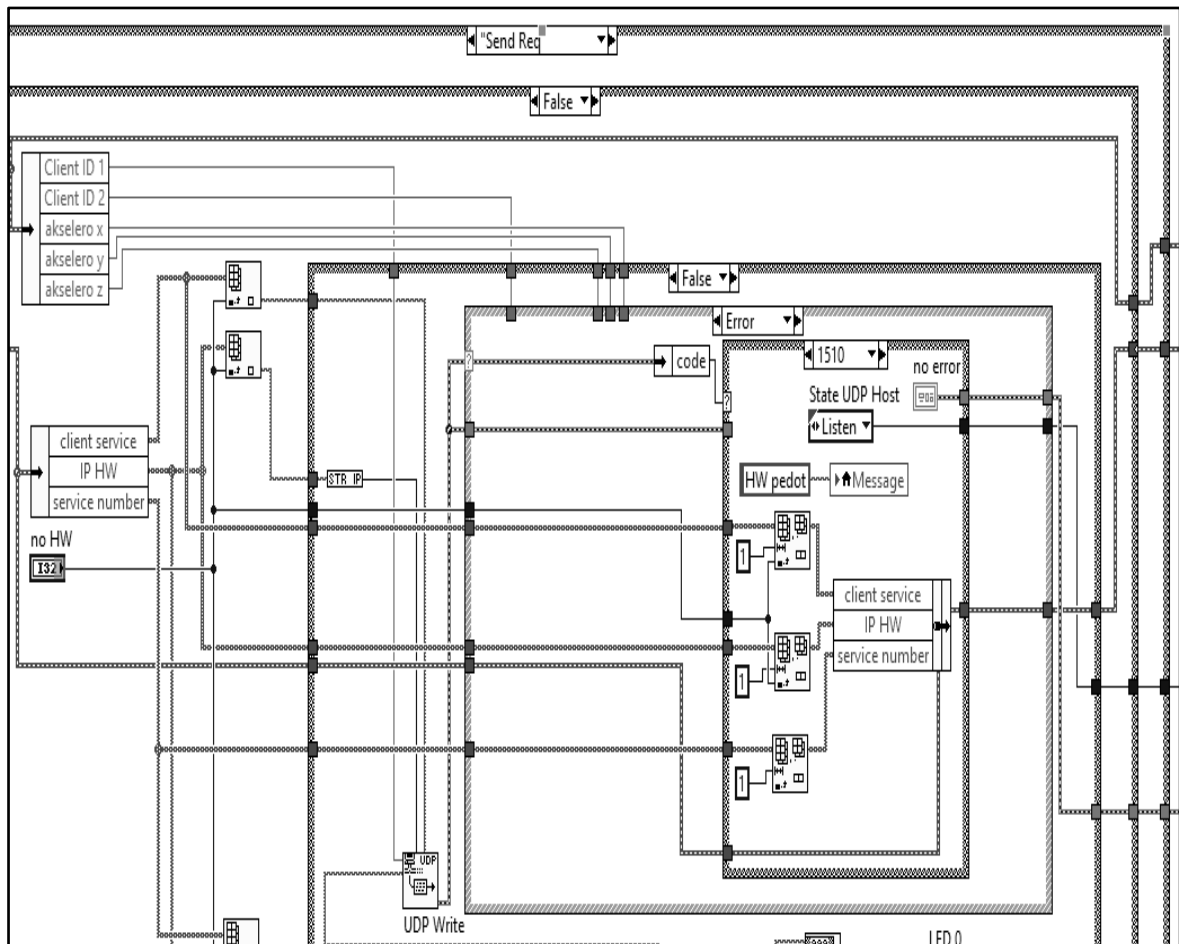 "Send Req
False
Client ID 1
Client ID 2
akselero x
akselero y
akselero z
False
Error
code
1510
no error
State UDP Host
Listen
client service
IP HW
service number
STR IP
HW pedot
Message
no HW
I32
1
client service
IP HW
service number
1
1
UDP
UDP Write
LED 0